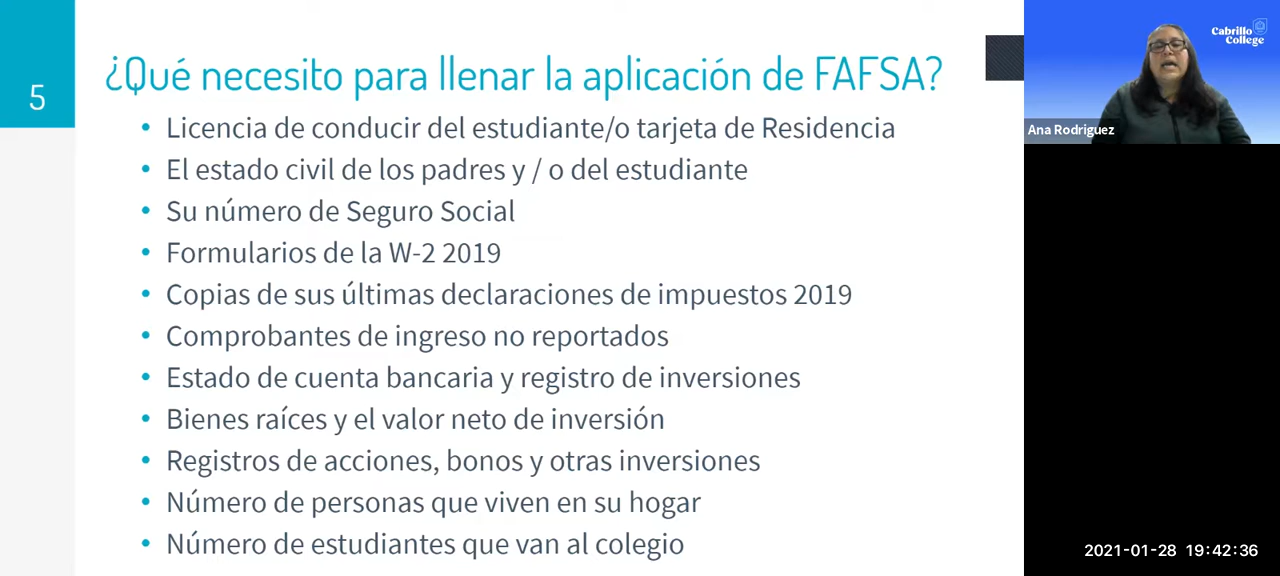 5
¿Qué necesito para llenar la aplicación de FAFSA?
• Licencia de conducir del estudiante/o tarjeta de Residencia
• El estado civil de los padres y / o del estudiante
• Su número de Seguro Social
• Formularios de la W-2 2019
• Copias de sus últimas declaraciones de impuestos 2019
• Comprobantes de ingreso no reportados
• Estado de cuenta bancaria y registro de inversiones
• Bienes raíces y el valor neto de inversión
• Registros de acciones, bonos y otras inversiones
• Número de personas que viven en su hogar
• Número de estudiantes que van al colegio
Cabrillo
College
Ana Rodriguez
2021-01-28 19:42:36